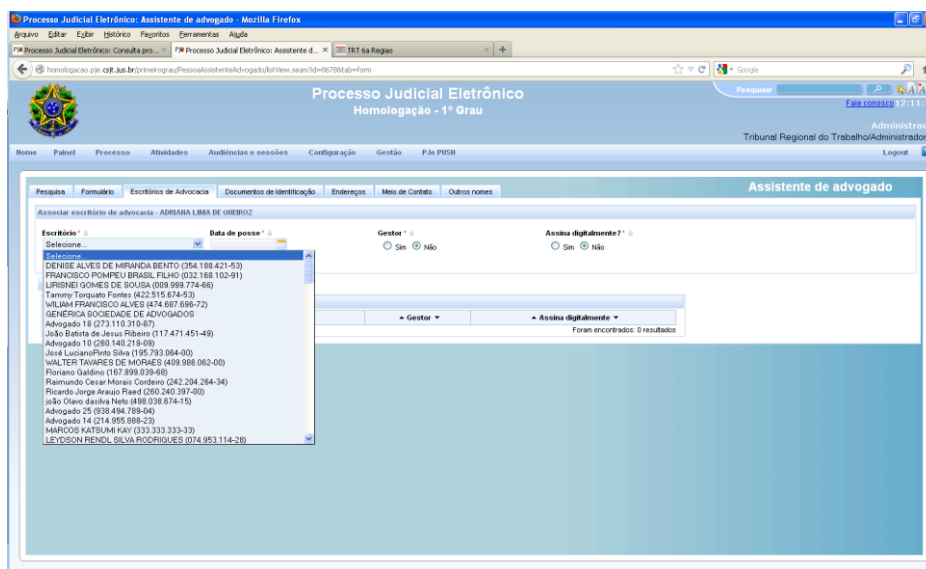 Processo Judicial Eletrônico: Assistente de advogado - Mozilla Firefox
Arquivo Editar Exibir Histórico Favoritos Ferramentas Ajuda
Processo Judicial Eletrônico: Consulta pro... Processo Judicial Eletrônico: Assistente d... TRT 6a Regiao
homologacao.pje.csjt.jus.br/primeirograu/PessoaAssistenteAdvogado/listView.seam?id=86786&tab=form Google
Processo Judicial Eletrônico
Homologação - 1º Grau
Pesquisar
Fale conosco 12:11:
Administrad
Tribunal Regional do Trabalho/Administrador
Home Painel Processo Atividades Audiências e sessões Configuração Gestão PJe PUSH Logout
Assistente de advogado
Pesquisa Formulário Escritórios de Advocacia Documentos de Identificação Endereços Meio de Contato Outros nomes
Associar escritório de advocacia - ADRIANA LIMA DE QUEIROZ
Escritório * Data de posse * Gestor * Assina digitalmente? *
Selecione... Sim Não Sim Não
Selecione...
DENISE ALVES DE MIRANDA BENTO (354.188.421-53)
FRANCISCO POMPEU BRASIL FILHO (032.168.102-91)
LIRISNEI GOMES DE SOUSA (009.999.774-66)
Tammy Torquato Fontes (422.515.674-53)
WILIAM FRANCISCO ALVES (474.687.696-72)
GENÉRICA SOCIEDADE DE ADVOGADOS
Advogado 18 (273.110.310-87)
Gestor Assina digitalmente
João Batista de Jesus Ribeiro (117.471.451-49)
Foram encontrados: 0 resultados
Advogado 10 (260.140.218-09)
José LucianoPinto Silva (195.793.064-00)
WALTER TAVARES DE MORAES (409.986.062-00)
Floriano Galdino (167.899.039-68)
Raimundo Cesar Morais Cordeiro (242.204.264-34)
Ricardo Jorge Araujo Raed (260.240.397-00)
joão Olavo dasilva Neto (498.038.674-15)
Advogado 25 (938.494.789-04)
Advogado 14 (214.955.888-23)
MARCOS KATSUMI KAY (333.333.333-33)
LEYDSON RENDL SILVA RODRIGUES (074.953.114-28)